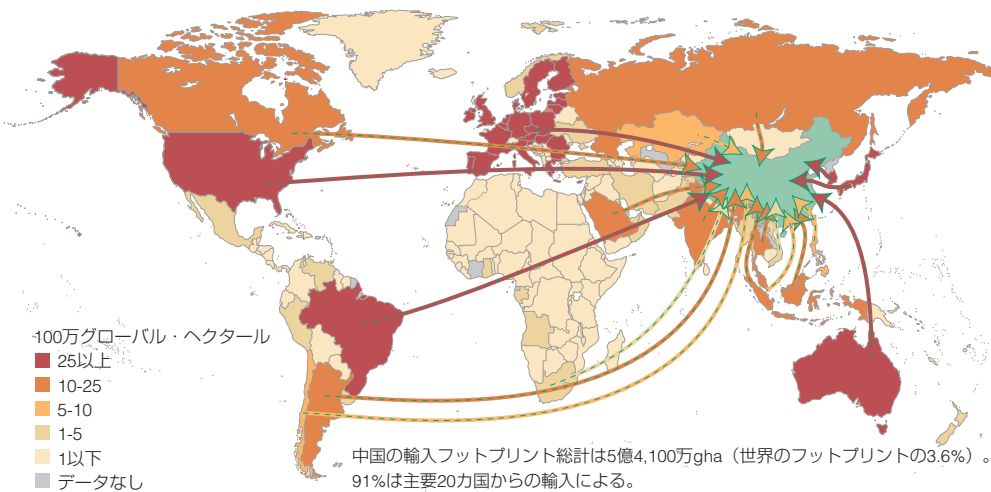 100万グローバル・ヘクタール
25以上
10-25
5-10
1-5
1以下
データなし
中国の輸入フットプリント総計は5億4,100万gha（世界のフットプリントの3.6%）。
91%は主要20カ国からの輸入による。